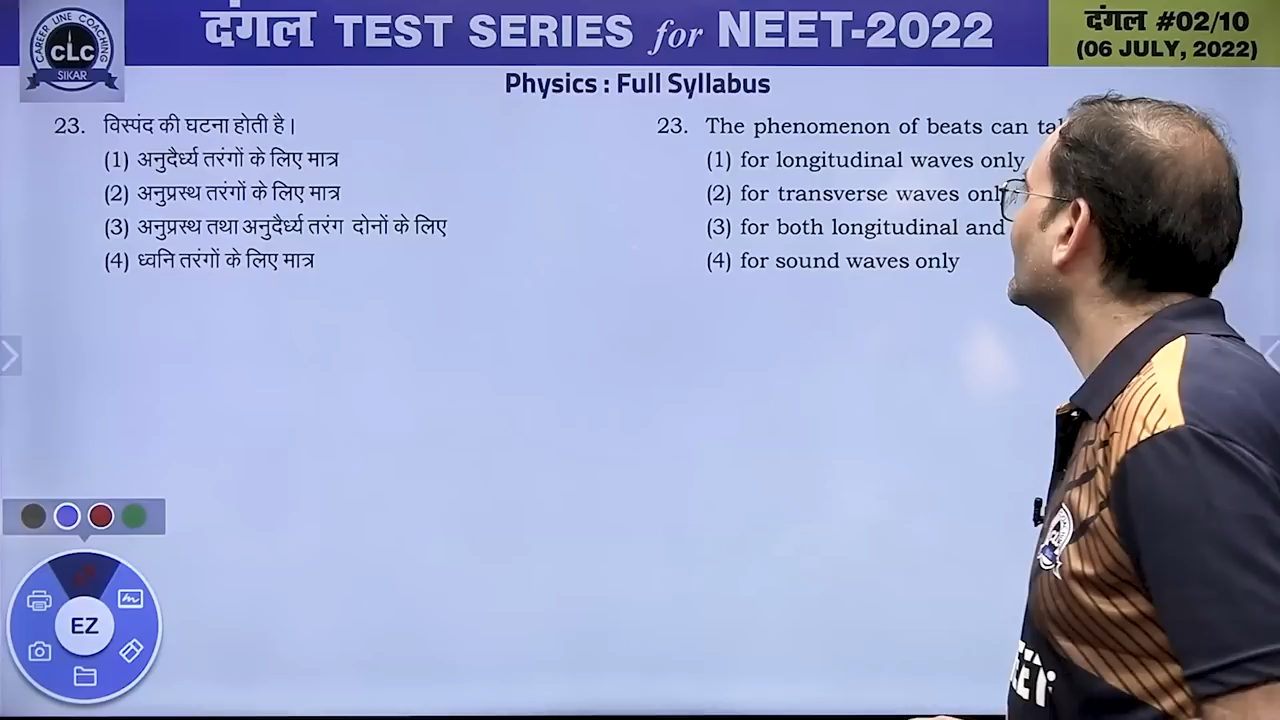 CAREER LINE COACHING
CLC
SIKAR
दंगल TEST SERIES for NEET-2022
दंगल #02/10
(06 JULY, 2022)
Physics : Full Syllabus
23. विस्पंद की घटना होती है।
(1) अनुदैर्ध्य तरंगों के लिए मात्र
(2) अनुप्रस्थ तरंगों के लिए मात्र
(3) अनुप्रस्थ तथा अनुदैर्ध्य तरंग दोनों के लिए
(4) ध्वनि तरंगों के लिए मात्र
23. The phenomenon of beats can
(1) for longitudinal waves only
(2) for transverse waves
(3) for both longitudinal and
(4) for sound waves only
EZ
CLC